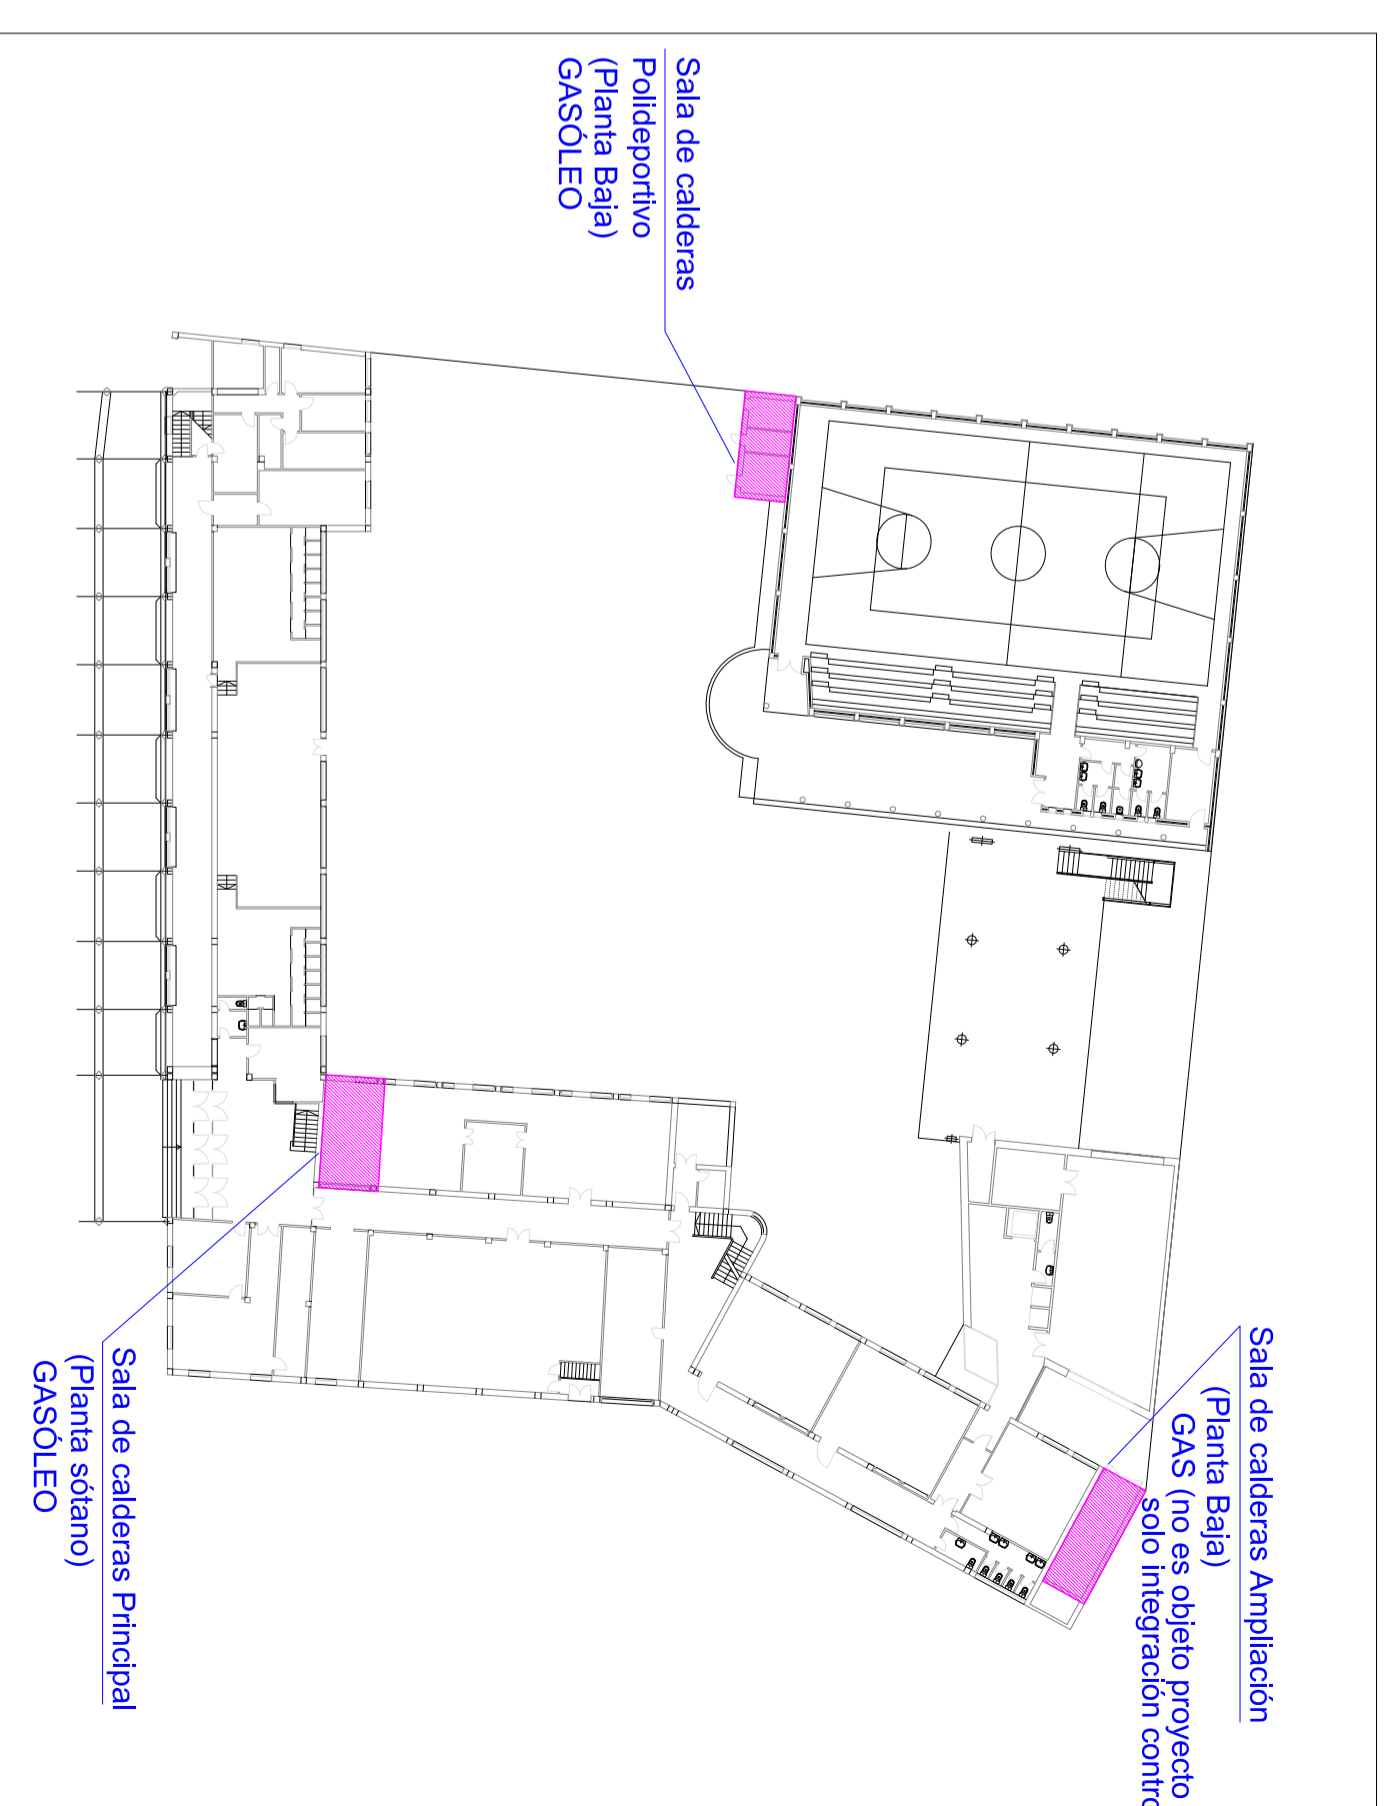 Sala de calderas
Polideportivo
(Planta Baja)
GASÓLEO
Sala de calderas Ampliación
(Planta Baja)
GAS (no es objeto proyecto
solo integración contro
Sala de calderas Principal
(Planta sótano)
GASÓLEO